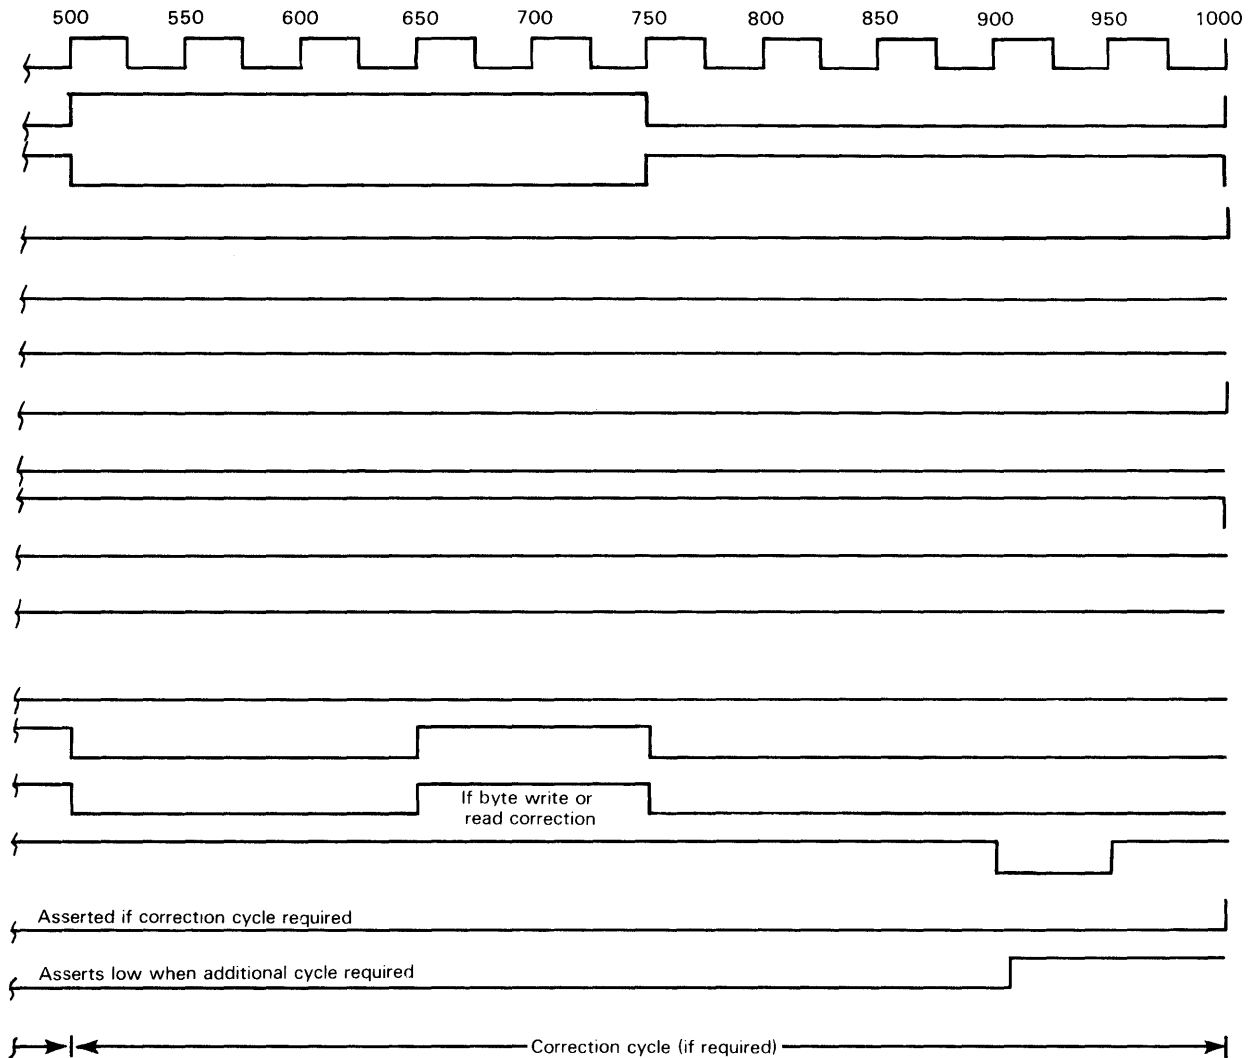 500 550 600 650 700 750 800 850 900 950 1000
If byte write or
read correction
Asserted if correction cycle required
Asserts low when additional cycle required
Correction cycle (if required)